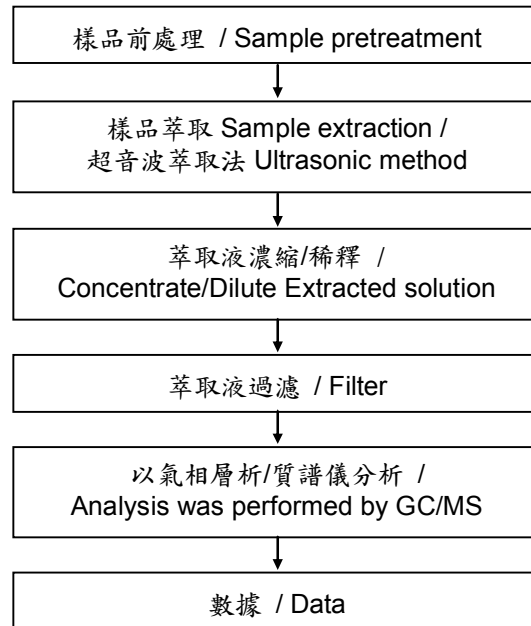 樣品前處理 / Sample pretreatment
樣品萃取 Sample extraction /
超音波萃取法 Ultrasonic method
萃取液濃縮/稀釋 /
Concentrate/Dilute Extracted solution
萃取液過濾 / Filter
以氣相層析/質譜儀分析 /
Analysis was performed by GC/MS
數據 / Data